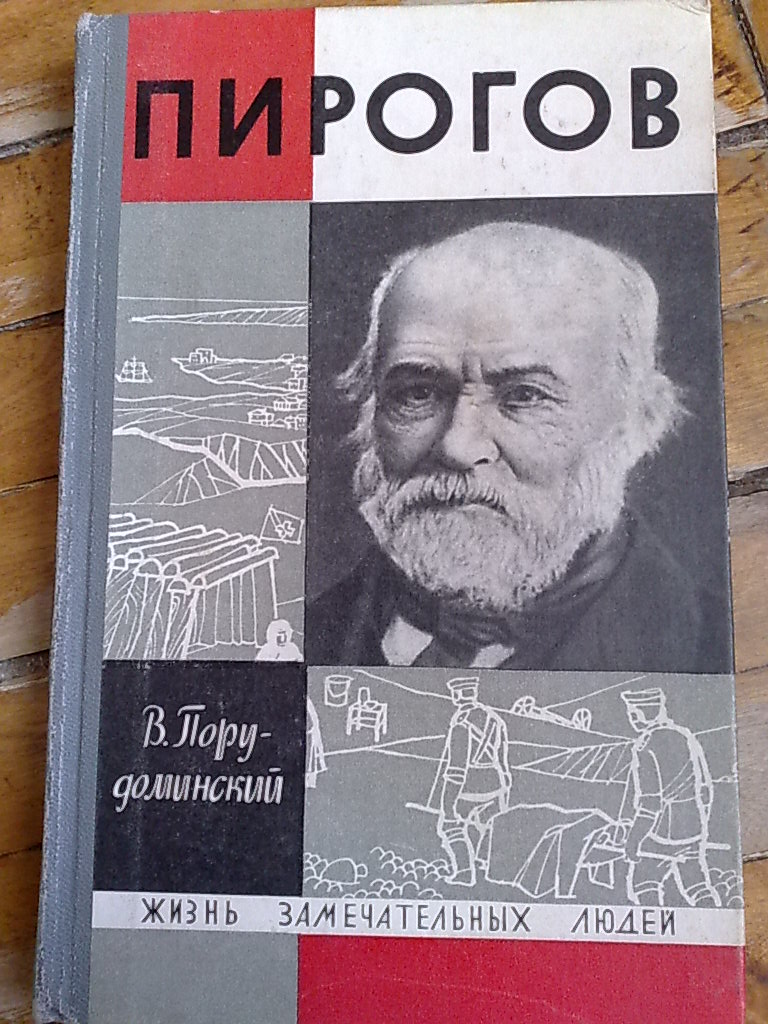 ПИРОГОВ
В. Пору-
доминский
ЖИЗНЬ ЗАМЕЧАТЕЛЬНЫХ ЛЮДЕЙ